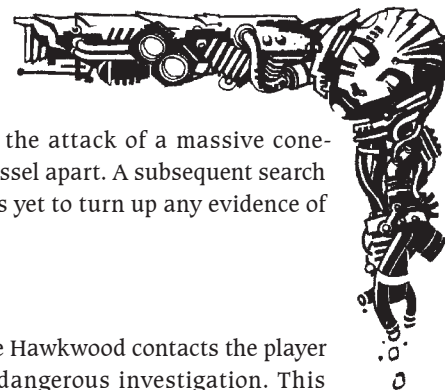 the attack of a massive cone-
ssel apart. A subsequent search
s yet to turn up any evidence of
e Hawkwood contacts the player
dangerous investigation. This